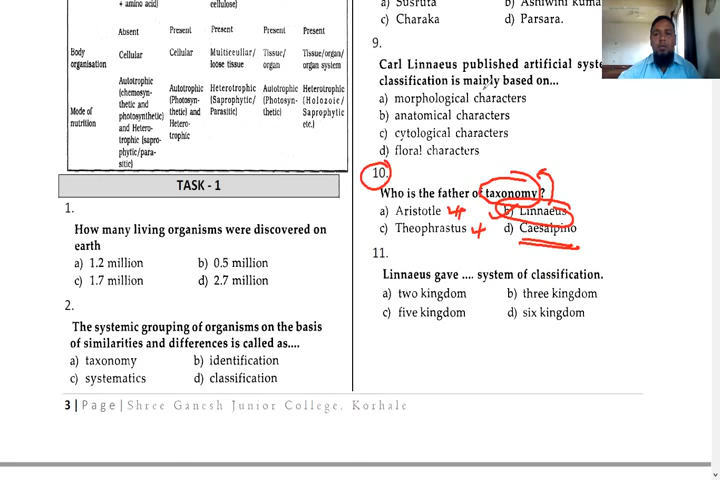 + amino acid)
cellulose)
Absent
Present
Present
Present
Present
Body organisation
Cellular
Cellular
Multicellular/ loose tissue
Tissue/ organ
Tissue/organ/ organ system
Mode of nutrition
Autotrophic (chemosyn- thetic and photosynthetic) and Hetero- trophic (sapro- phytic/para- sitic)
Autotrophic (Photosyn- thetic) and Hetero- trophic
Heterotrophic (Saprophytic/ Parasitic)
Autotrophic (Photosyn- thetic)
Heterotrophic (Holozoic/ Saprophytic etc.)
TASK - 1
1.
How many living organisms were discovered on
earth
a) 1.2 million b) 0.5 million
c) 1.7 million d) 2.7 million
2.
The systemic grouping of organisms on the basis
of similarities and differences is called as....
a) taxonomy b) identification
c) systematics d) classification
a) Susruta b) Ashwini
c) Charaka d) Parsara.
9.
Carl Linnaeus published artificial
classification is mainly based on...
a) morphological characters
b) anatomical characters
c) cytological characters
d) floral characters
10.
Who is the father of taxonomy?
a) Aristotle b) Linnaeus
c) Theophrastus d) Caesalpino
11.
Linnaeus gave .... system of classification.
a) two kingdom b) three kingdom
c) five kingdom d) six kingdom
3 | Page | Shree Ganesh Junior College, Korhale